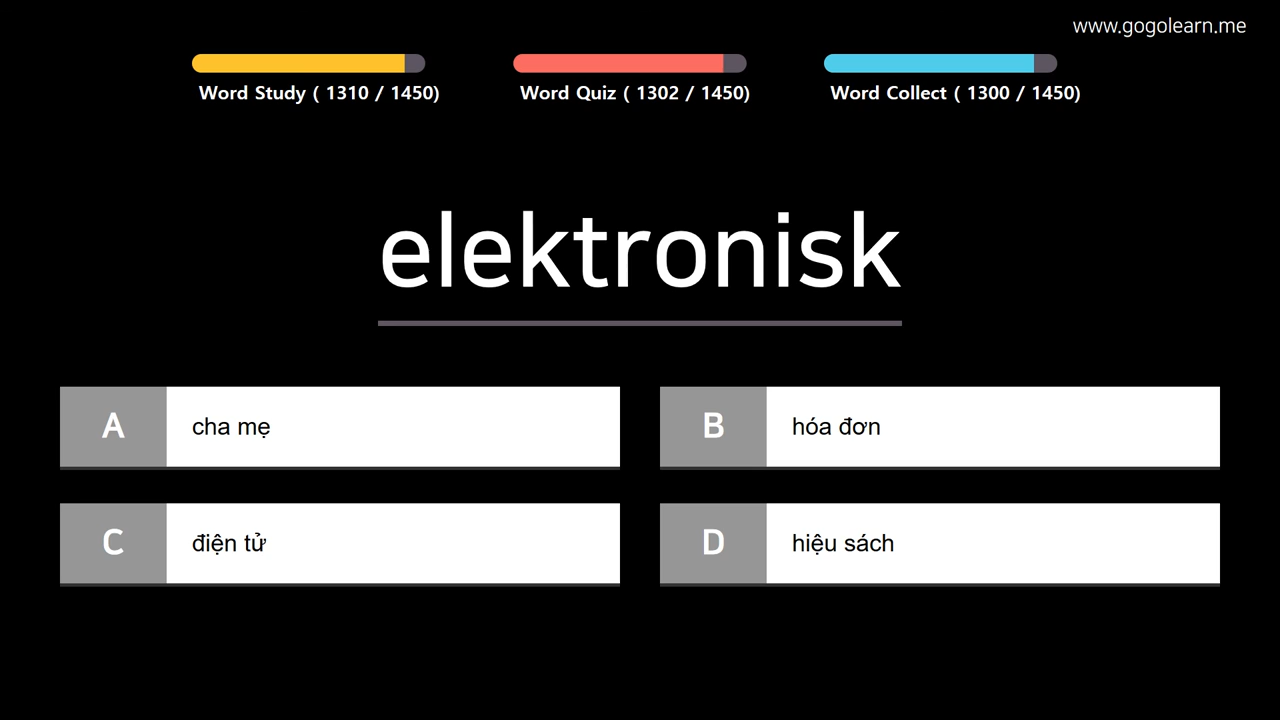 www.gogolearn.me
Word Study ( 1310 / 1450)
Word Quiz ( 1302 / 1450)
Word Collect ( 1300 / 1450)
elektronisk
A cha mẹ
B hóa đơn
C điện tử
D hiệu sách